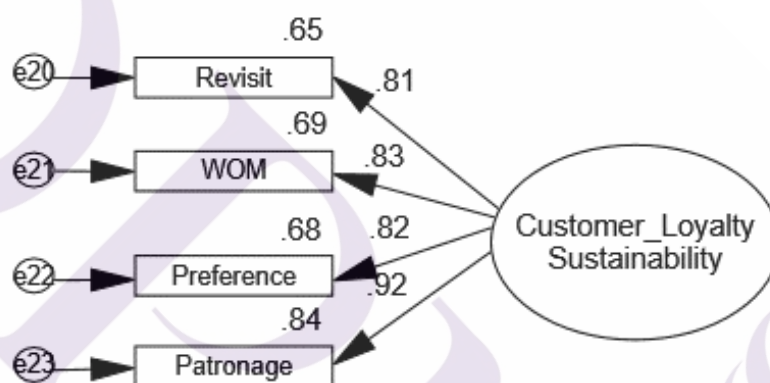 .65
e20
Revisit
.81
.69
e21
WOM
.83
.68
.82
e22
Preference
.92
.84
e23
Patronage
Customer_Loyalty
Sustainability